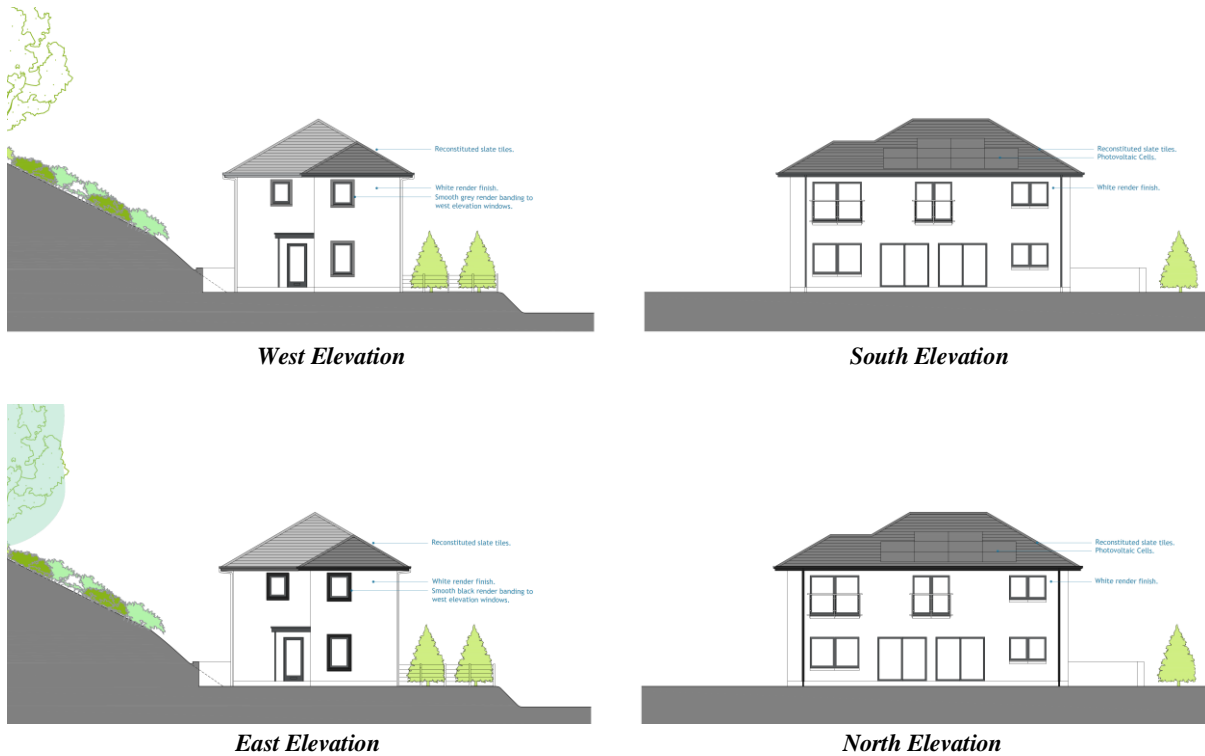 Reconstituted slate tiles.
White render finish.
Smooth grey render banding to
west elevation windows.
West Elevation
Reconstituted slate tiles.
Photovoltaic Cells.
White render finish.
South Elevation
Reconstituted slate tiles.
White render finish.
Smooth black render banding to
west elevation windows.
East Elevation
Reconstituted slate tiles.
Photovoltaic Cells.
White render finish.
North Elevation